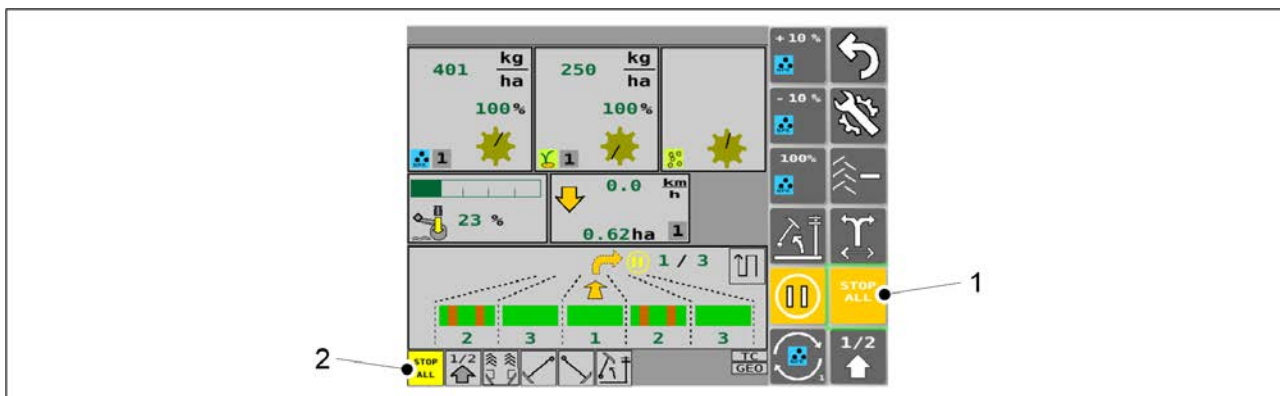 401 kg/ha
100%
1
250 kg/ha
100%
1
23 %
0.0 km/h
0.62ha 1
1 / 3
2 3 1 2 3
STOP ALL
1/2
TC
GEO
+10 %
- 10 %
100%
STOP ALL
1
1/2
1
2